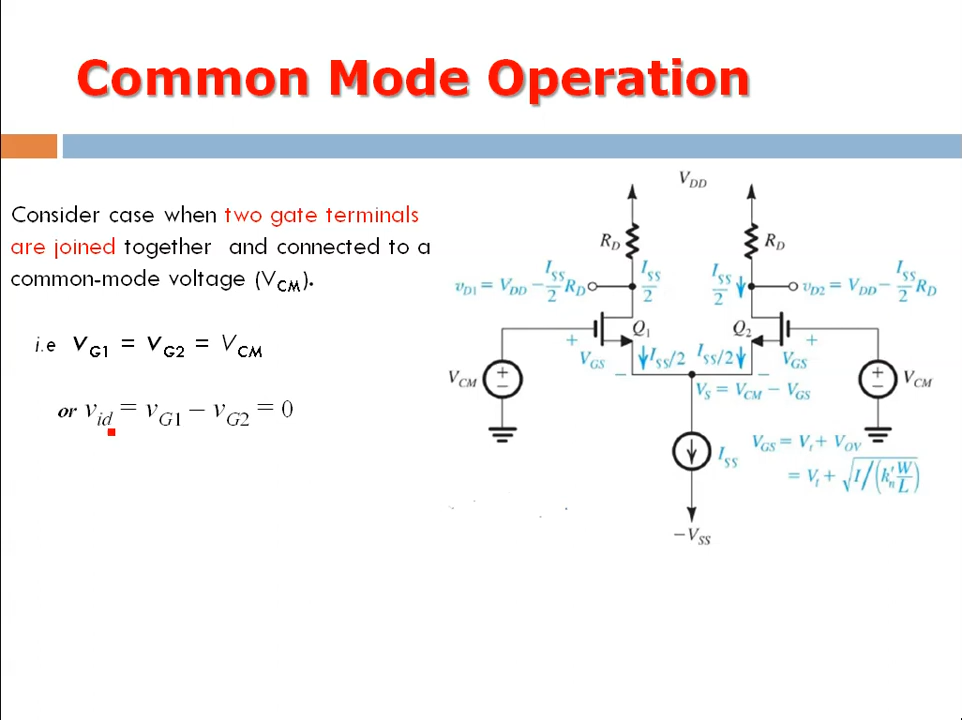 Common Mode Operation
Consider case when two gate terminals
are joined together and connected to a
common-mode voltage (V_CM).
i.e v_G1 = v_G2 = V_CM
or v_id = v_G1 − v_G2 = 0
V_DD
R_D R_D
v_D1 = V_DD − I_SS/2 R_D I_SS/2 I_SS/2 v_D2 = V_DD − I_SS/2 R_D
Q_1 Q_2
+ V_GS − I_SS/2 I_SS/2 − V_GS +
V_CM + − V_S = V_CM − V_GS + − V_CM
I_SS
V_GS = V_t + V_OV
= V_t + √I/(k'_n W/L)
−V_SS